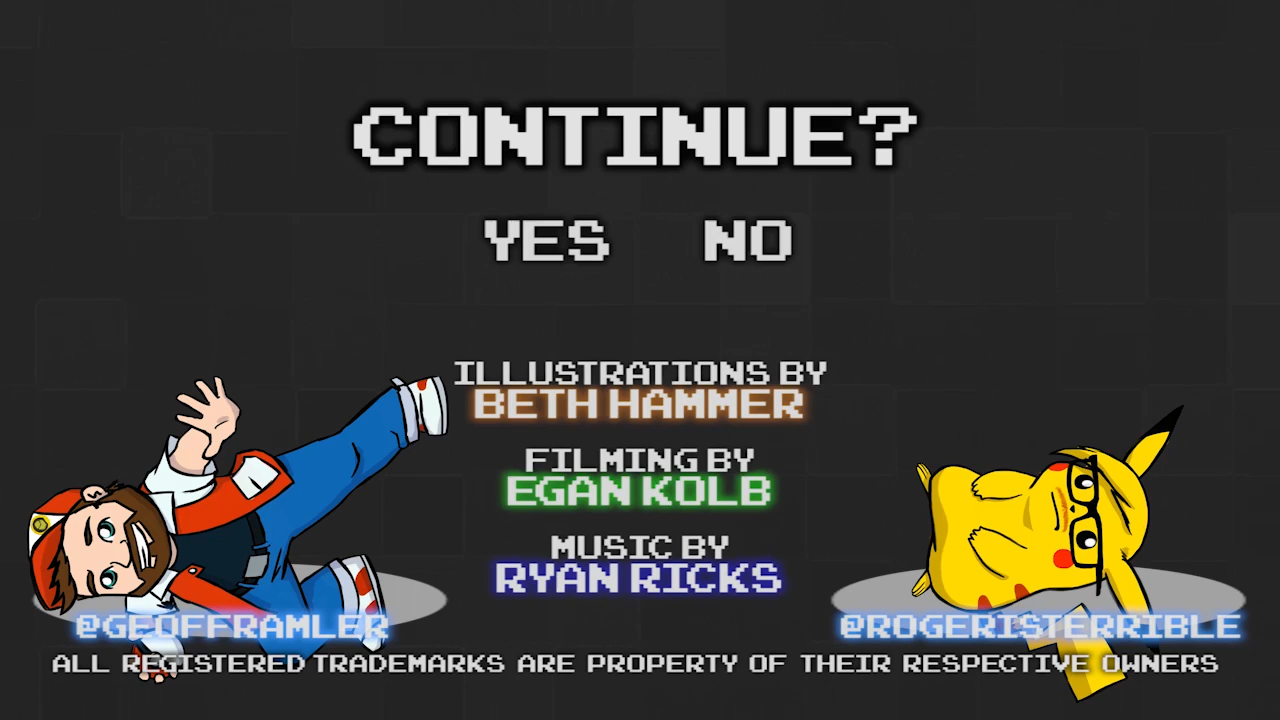 CONTINUE?
YES NO
ILLUSTRATIONS BY
BETH HAMMER
FILMING BY
EGAN KOLB
MUSIC BY
RYAN RICKS
@GEOFFRAMLER
@ROGERISTERRIBLE
ALL REGISTERED TRADEMARKS ARE PROPERTY OF THEIR RESPECTIVE OWNERS